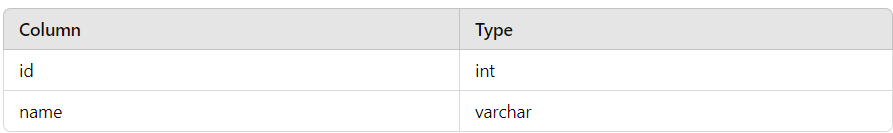 Column Type
id int
name varchar